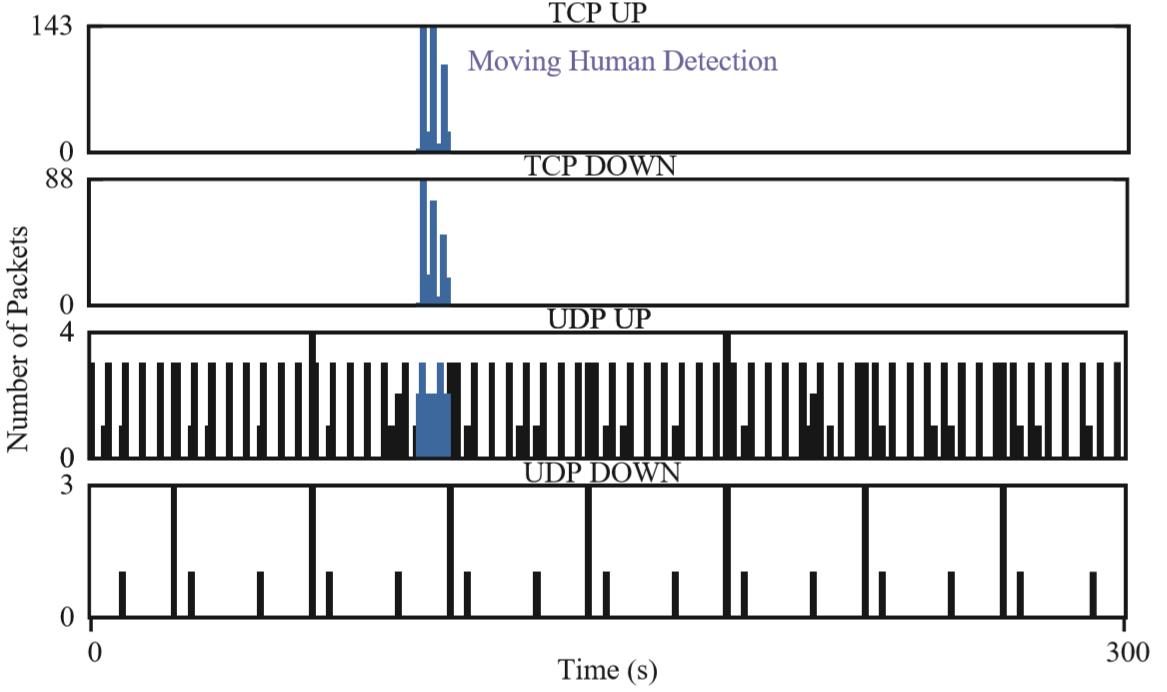 TCP UP
143
Moving Human Detection
0
TCP DOWN
88
0
UDP UP
4
0
UDP DOWN
3
0
Number of Packets
0
300
Time (s)